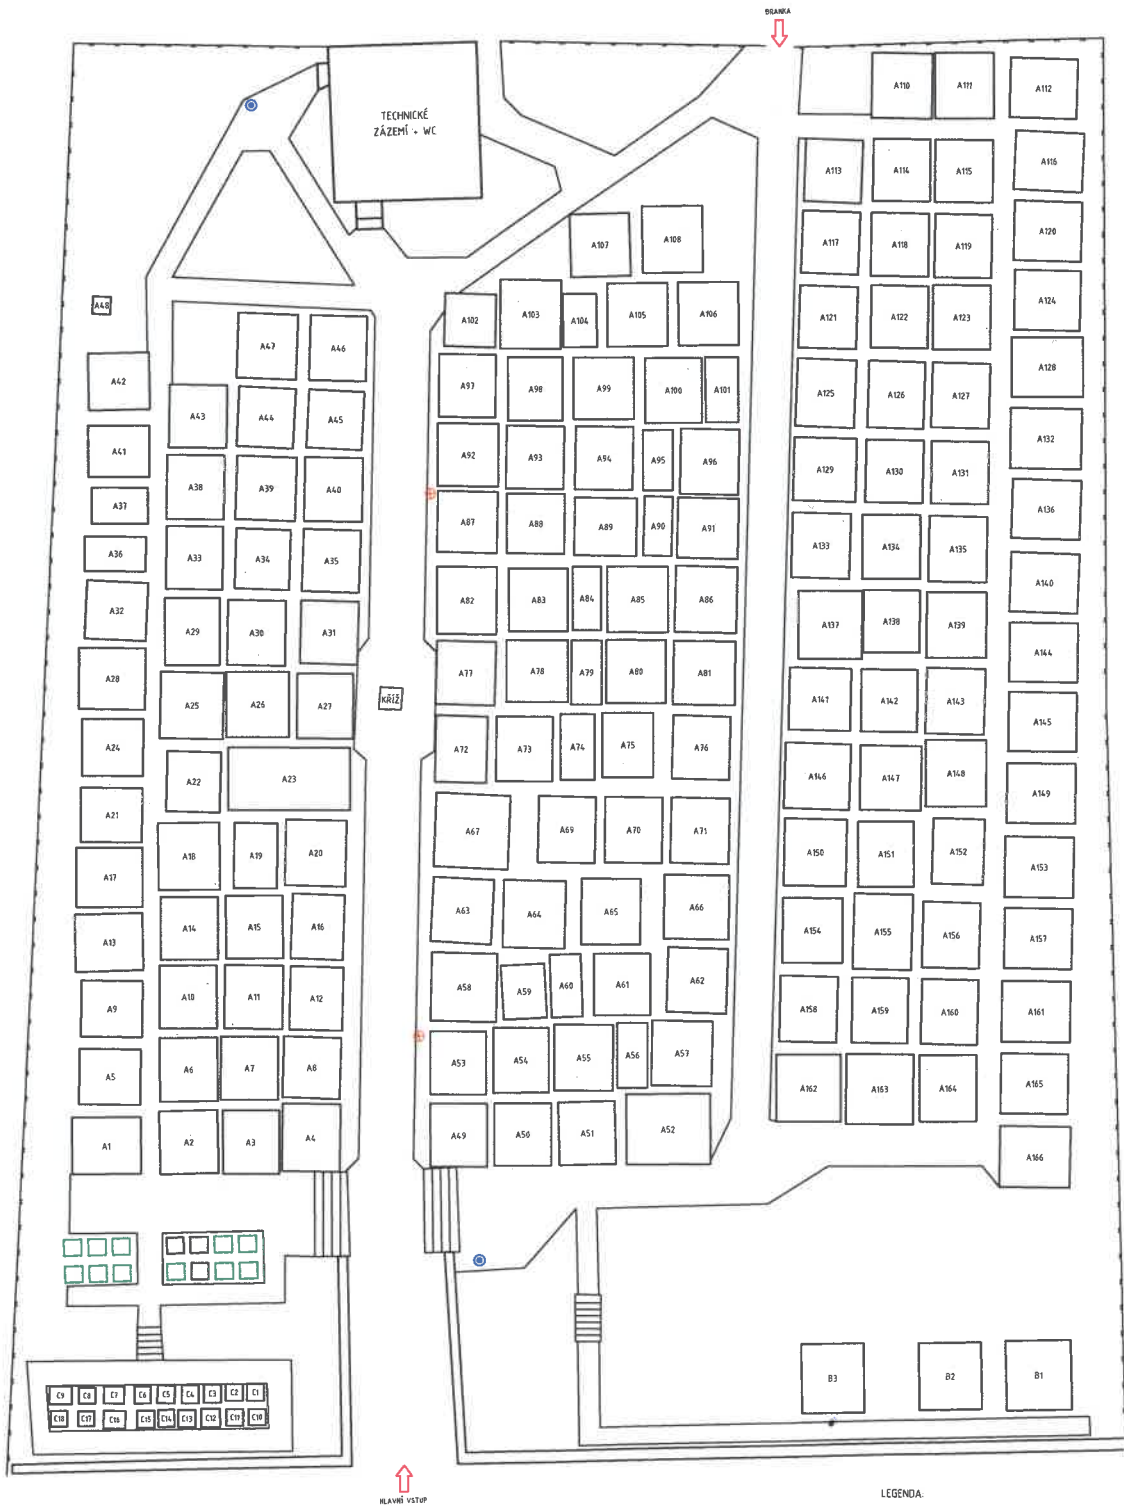 BRANKA
TECHNICKÉ
ZÁZEMÍ + WC
A110 A111 A112
A113 A114 A115 A116
A107 A108 A117 A118 A119 A120
A48 A102 A103 A104 A105 A106 A121 A122 A123 A124
A47 A46
A42 A97 A98 A99 A100 A101 A125 A126 A127 A128
A43 A44 A45
A41 A92 A93 A94 A95 A96 A129 A130 A131 A132
A38 A39 A40
A37 A87 A88 A89 A90 A91 A133 A134 A135 A136
A36 A33 A34 A35
A32 A82 A83 A84 A85 A86 A137 A138 A139 A140
A29 A30 A31
A28 A77 A78 A79 A80 A81 A141 A142 A143 A144
A25 A26 A27 KŘÍŽ A145
A24 A72 A73 A74 A75 A76 A146 A147 A148 A149
A22 A23
A21 A67 A69 A70 A71 A150 A151 A152 A153
A18 A19 A20
A17 A63 A64 A65 A66 A154 A155 A156 A157
A14 A15 A16
A13 A58 A59 A60 A61 A62 A158 A159 A160 A161
A9 A10 A11 A12
A5 A6 A7 A8 A53 A54 A55 A56 A57 A162 A163 A164 A165
A1 A2 A3 A4 A49 A50 A51 A52 A166
B3 B2 B1
C9 C8 C7 C6 C5 C4 C3 C2 C1
C18 C17 C16 C15 C14 C13 C12 C11 C10
HLAVNÍ VSTUP
LEGENDA: